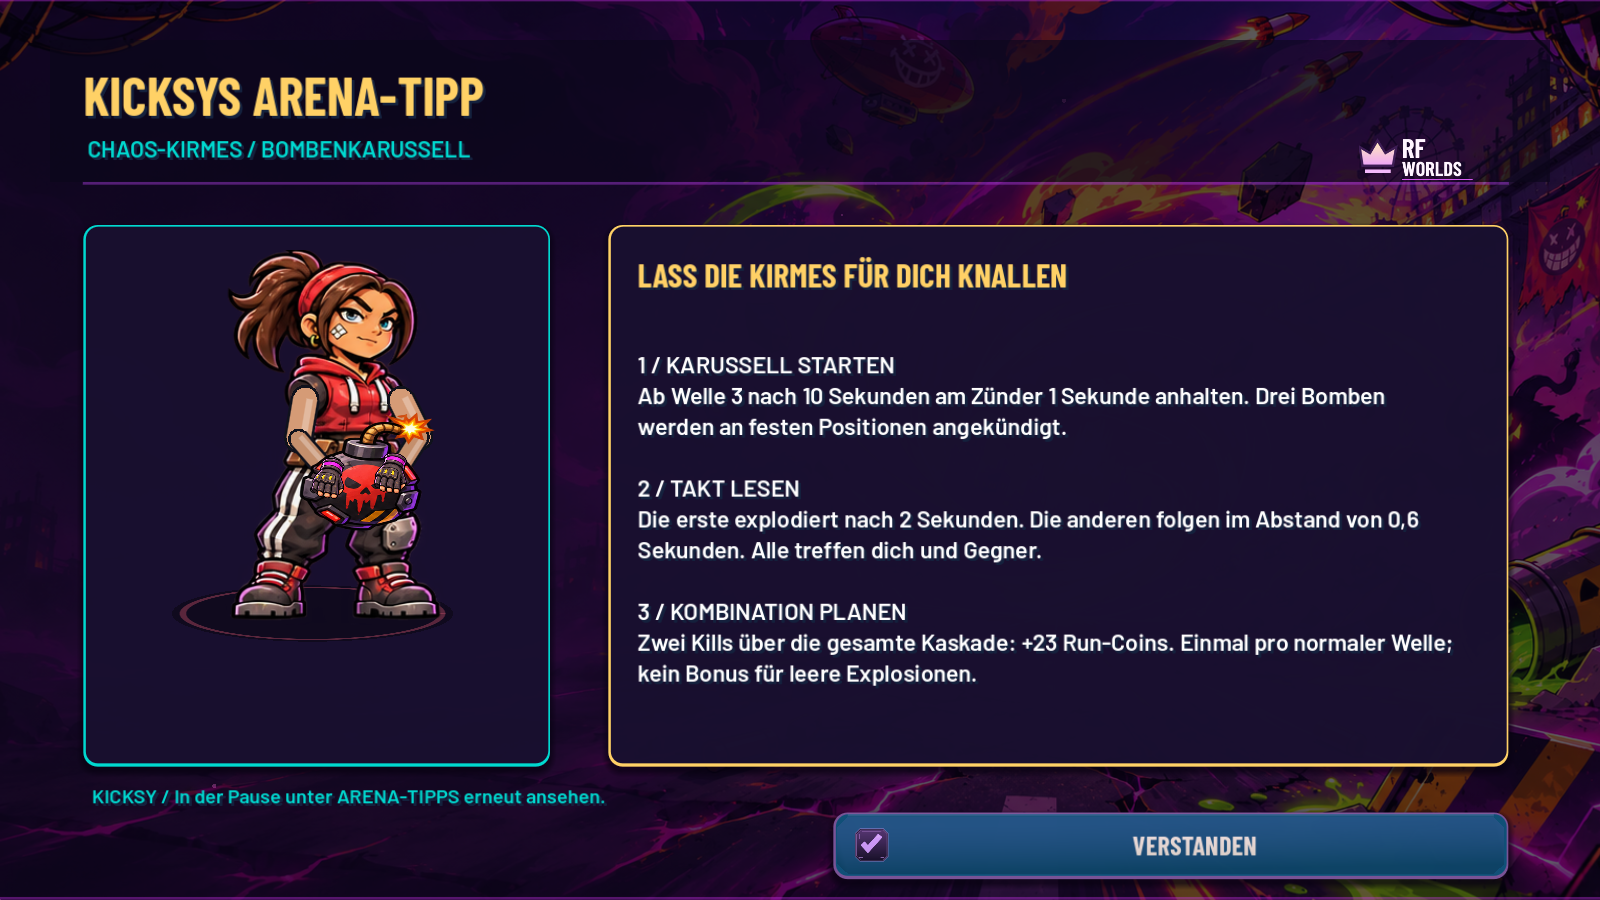 KICKSYS ARENA-TIPP
CHAOS-KIRMES / BOMBENKARUSSELL
RF
WORLDS
LASS DIE KIRMES FÜR DICH KNALLEN
1 / KARUSSELL STARTEN
Ab Welle 3 nach 10 Sekunden am Zünder 1 Sekunde anhalten. Drei Bomben
werden an festen Positionen angekündigt.
2 / TAKT LESEN
Die erste explodiert nach 2 Sekunden. Die anderen folgen im Abstand von 0,6
Sekunden. Alle treffen dich und Gegner.
3 / KOMBINATION PLANEN
Zwei Kills über die gesamte Kaskade: +23 Run-Coins. Einmal pro normaler Welle;
kein Bonus für leere Explosionen.
KICKSY / In der Pause unter ARENA-TIPPS erneut ansehen.
VERSTANDEN